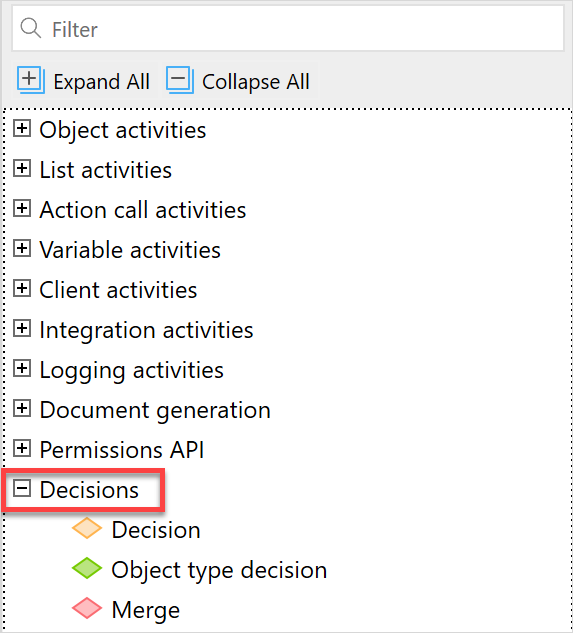 Filter
Expand All Collapse All
Object activities
List activities
Action call activities
Variable activities
Client activities
Integration activities
Logging activities
Document generation
Permissions API
Decisions
Decision
Object type decision
Merge